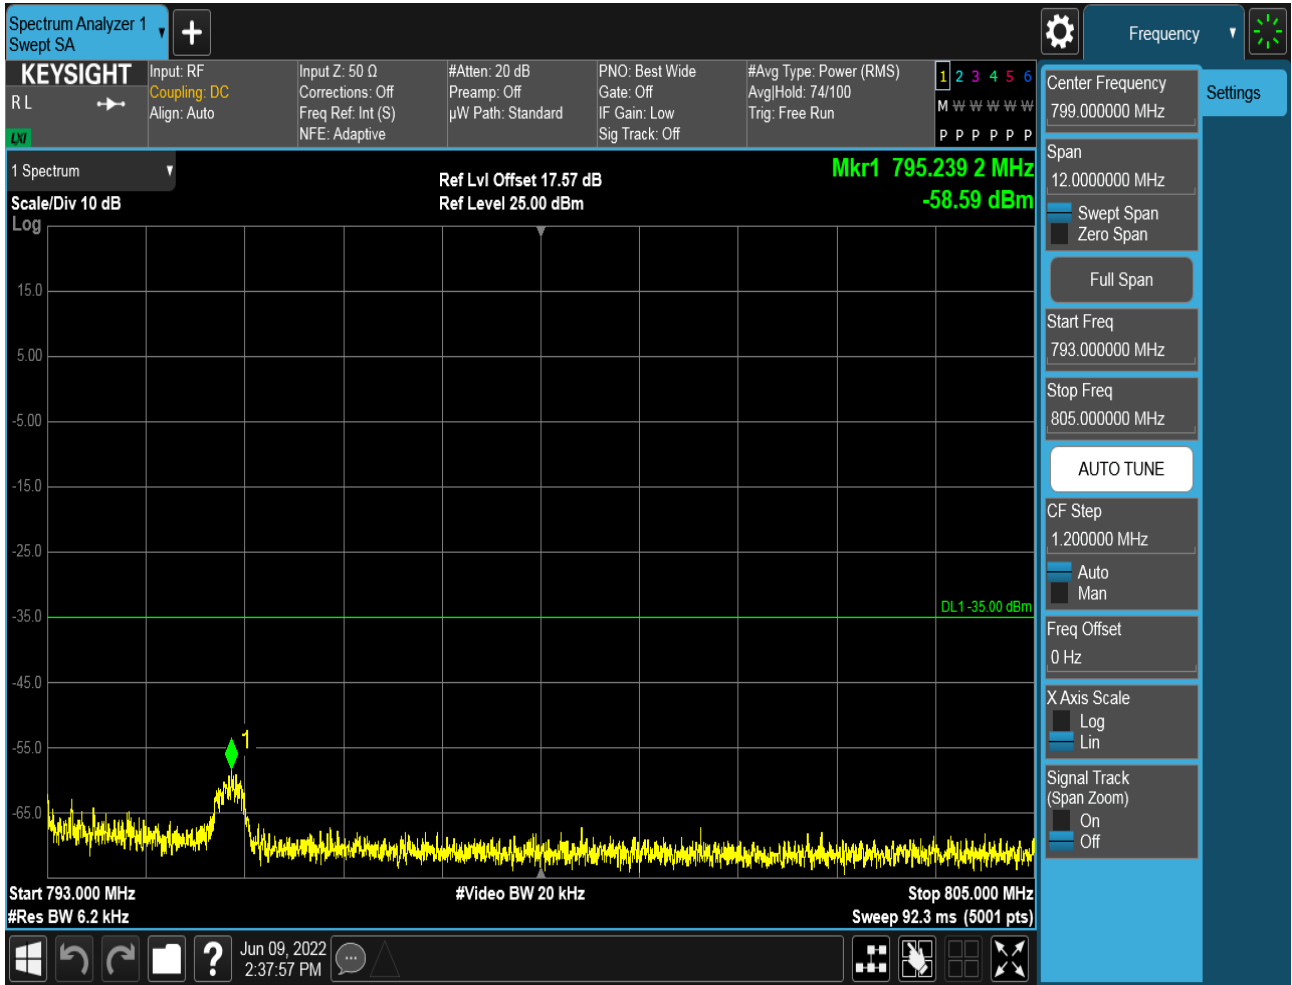 Spectrum Analyzer 1
Swept SA
Frequency
KEYSIGHT
R L
LXI
Input: RF
Coupling: DC
Align: Auto
Input Z: 50 Ω
Corrections: Off
Freq Ref: Int (S)
NFE: Adaptive
#Atten: 20 dB
Preamp: Off
µW Path: Standard
PNO: Best Wide
Gate: Off
IF Gain: Low
Sig Track: Off
#Avg Type: Power (RMS)
Avg|Hold: 74/100
Trig: Free Run
1 2 3 4 5 6
M W W W W W
P P P P P P
1 Spectrum
Scale/Div 10 dB
Log
Ref Lvl Offset 17.57 dB
Ref Level 25.00 dBm
Mkr1 795.239 2 MHz
-58.59 dBm
15.0
5.00
-5.00
-15.0
-25.0
-35.0
-45.0
-55.0
-65.0
DL1 -35.00 dBm
1
Start 793.000 MHz
#Res BW 6.2 kHz
#Video BW 20 kHz
Stop 805.000 MHz
Sweep 92.3 ms (5001 pts)
Center Frequency
799.000000 MHz
Settings
Span
12.0000000 MHz
Swept Span
Zero Span
Full Span
Start Freq
793.000000 MHz
Stop Freq
805.000000 MHz
AUTO TUNE
CF Step
1.200000 MHz
Auto
Man
Freq Offset
0 Hz
X Axis Scale
Log
Lin
Signal Track
(Span Zoom)
On
Off
?
Jun 09, 2022
2:37:57 PM